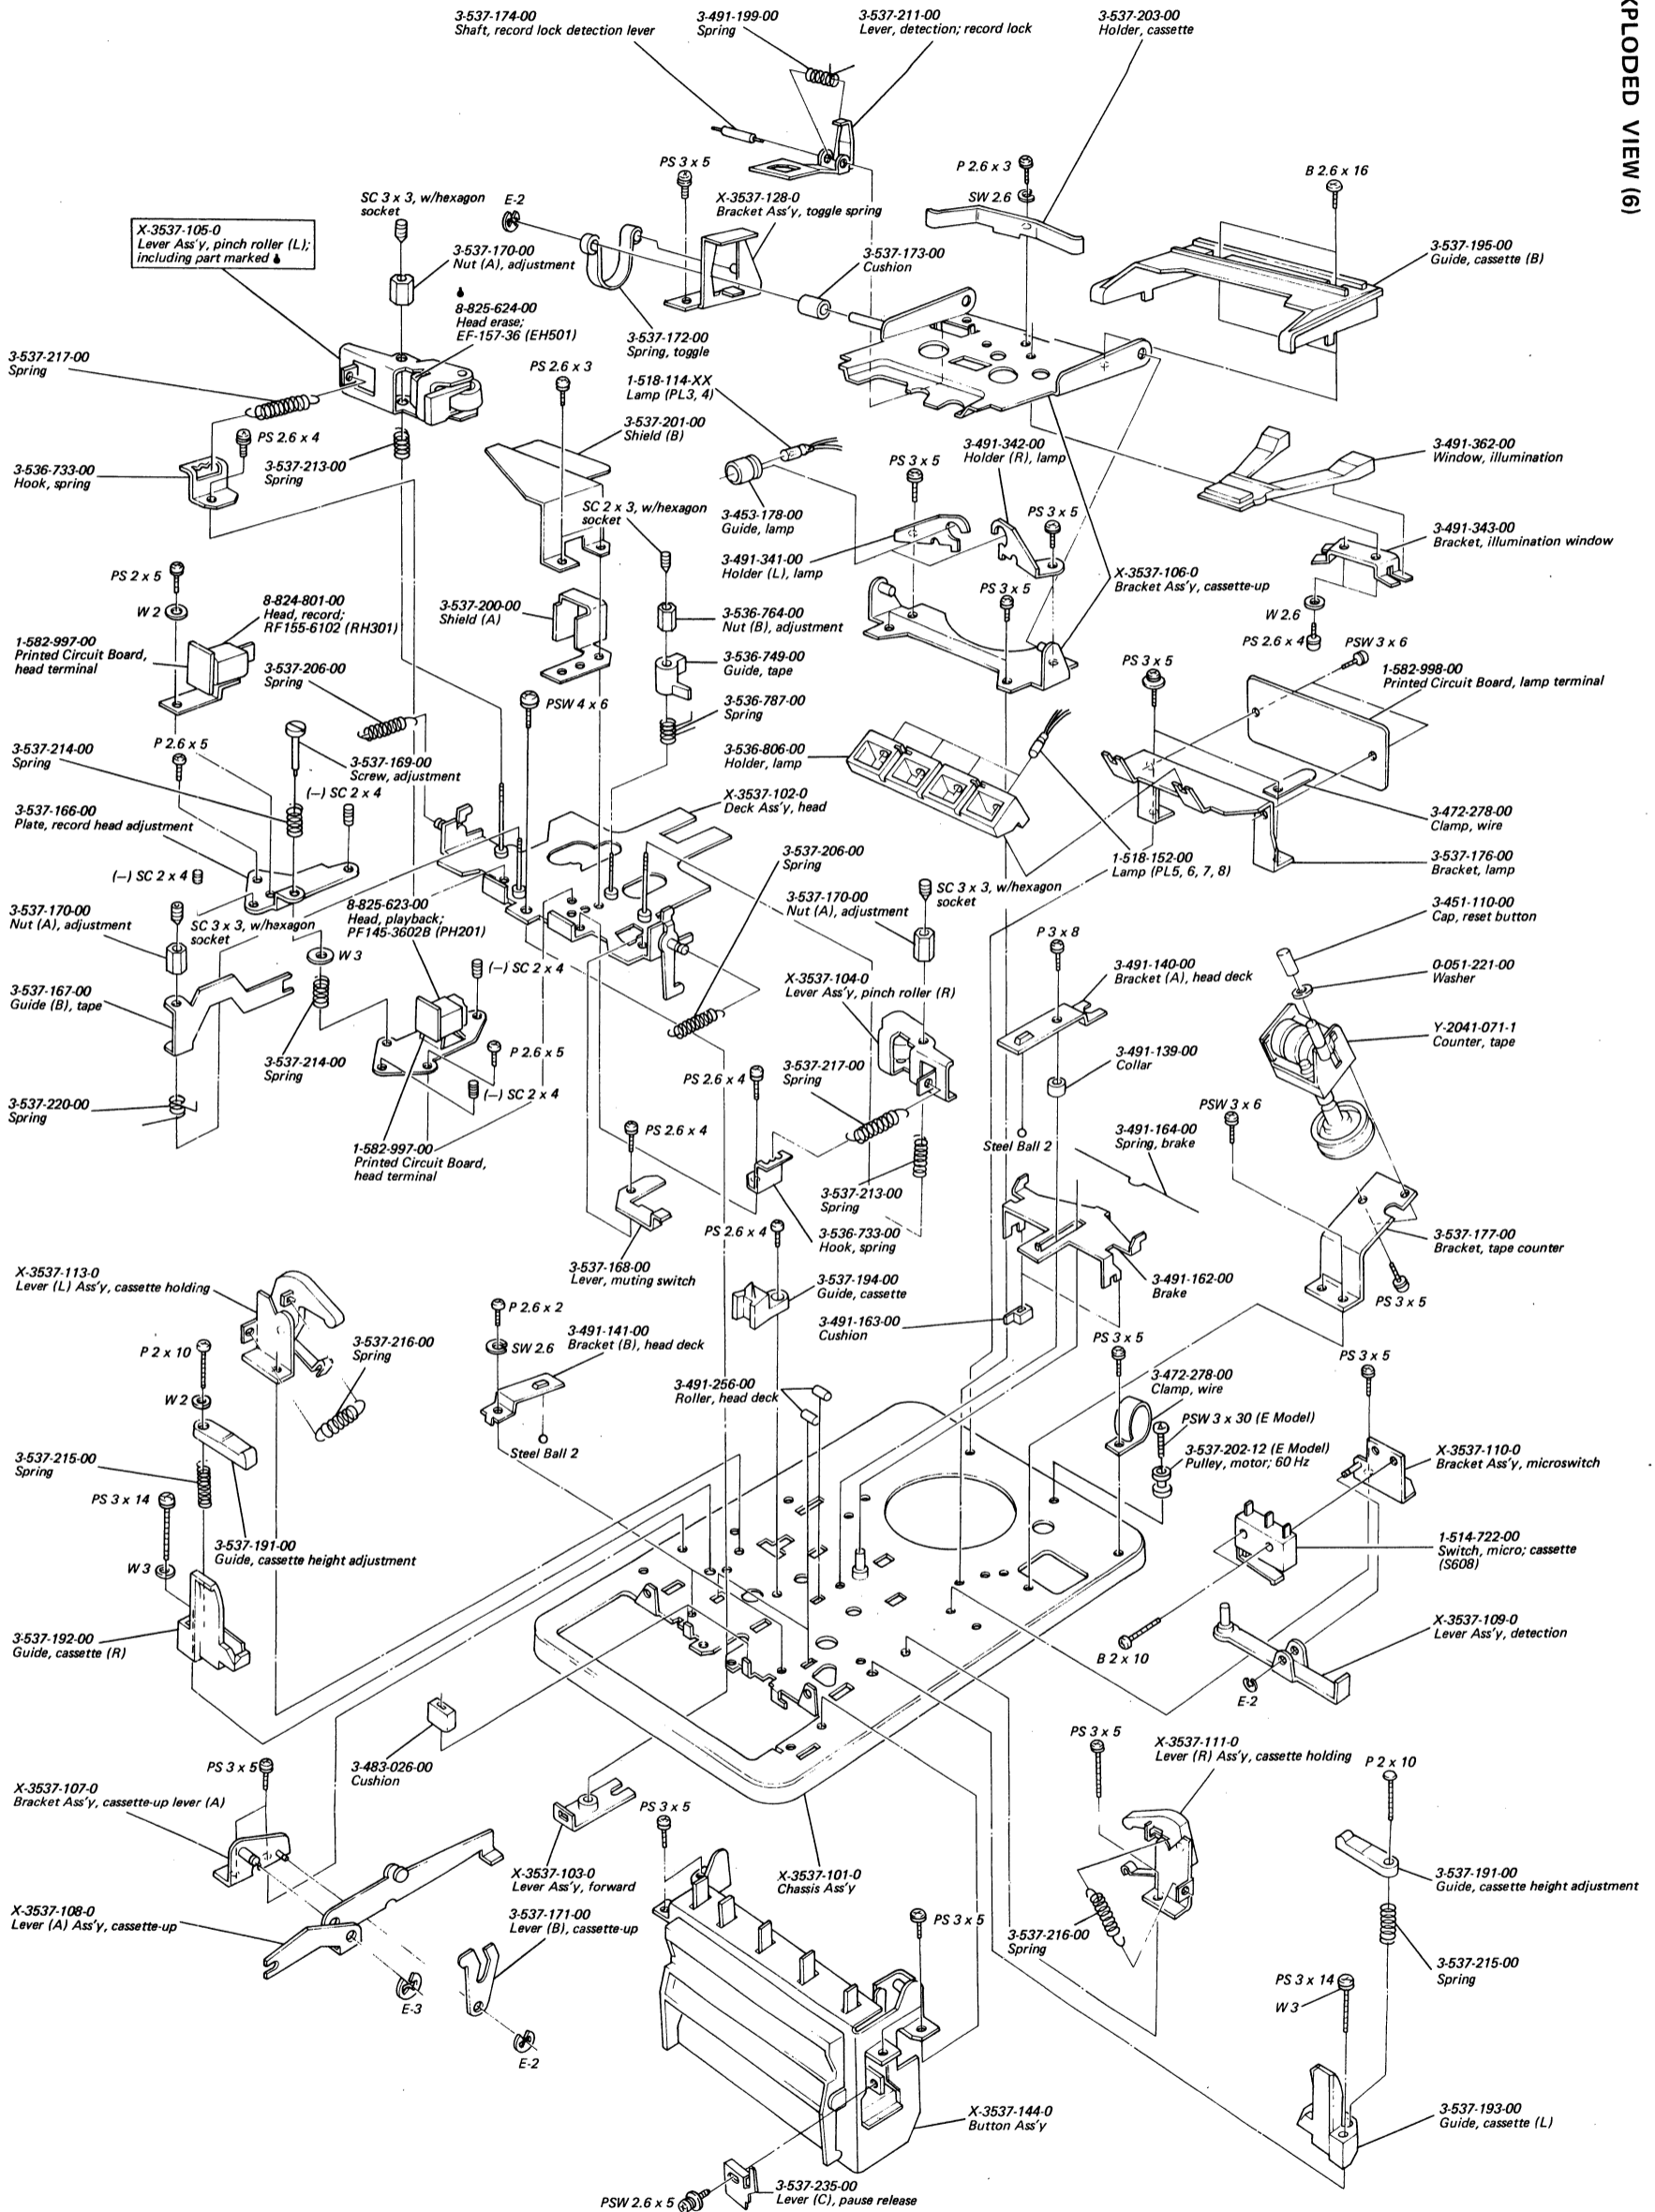 EXPLODED VIEW (6)
3-537-174-00
Shaft, record lock detection lever
3-491-199-00
Spring
3-537-211-00
Lever, detection; record lock
3-537-203-00
Holder, cassette
PS 3 x 5
P 2.6 x 3
SW 2.6
B 2.6 x 16
SC 3 x 3, w/hexagon
socket
E-2
X-3537-128-0
Bracket Ass'y, toggle spring
X-3537-105-0
Lever Ass'y, pinch roller (L);
including part marked
3-537-170-00
Nut (A), adjustment
3-537-173-00
Cushion
3-537-195-00
Guide, cassette (B)
8-825-624-00
Head erase;
EF-157-36 (EH501)
3-537-172-00
Spring, toggle
3-537-217-00
Spring
PS 2.6 x 3
1-518-114-XX
Lamp (PL3, 4)
3-537-201-00
Shield (B)
PS 2.6 x 4
3-536-733-00
Hook, spring
3-537-213-00
Spring
PS 3 x 5
3-491-342-00
Holder (R), lamp
3-491-362-00
Window, illumination
SC 2 x 3, w/hexagon
socket
3-453-178-00
Guide, lamp
PS 3 x 5
3-491-343-00
Bracket, illumination window
3-491-341-00
Holder (L), lamp
PS 3 x 5
X-3537-106-0
Bracket Ass'y, cassette-up
PS 2 x 5
W 2
8-824-801-00
Head, record;
RF155-6102 (RH301)
3-537-200-00
Shield (A)
3-536-764-00
Nut (B), adjustment
W 2.6
PS 2.6 x 4
PSW 3 x 6
1-582-997-00
Printed Circuit Board,
head terminal
3-537-206-00
Spring
3-536-749-00
Guide, tape
PS 3 x 5
1-582-998-00
Printed Circuit Board, lamp terminal
PSW 4 x 6
3-536-787-00
Spring
P 2.6 x 5
3-537-214-00
Spring
3-537-169-00
Screw, adjustment
3-536-806-00
Holder, lamp
(–) SC 2 x 4
X-3537-102-0
Deck Ass'y, head
3-537-166-00
Plate, record head adjustment
3-472-278-00
Clamp, wire
3-537-206-00
Spring
1-518-152-00
Lamp (PL5, 6, 7, 8)
3-537-176-00
Bracket, lamp
(–) SC 2 x 4
3-537-170-00
Nut (A), adjustment
SC 3 x 3, w/hexagon
socket
8-825-623-00
Head, playback;
PF145-3602B (PH201)
3-537-170-00
Nut (A), adjustment
SC 3 x 3, w/hexagon
socket
3-451-110-00
Cap, reset button
W 3
P 3 x 8
(–) SC 2 x 4
3-537-167-00
Guide (B), tape
X-3537-104-0
Lever Ass'y, pinch roller (R)
3-491-140-00
Bracket (A), head deck
0-051-221-00
Washer
3-537-214-00
Spring
P 2.6 x 5
Y-2041-071-1
Counter, tape
3-491-139-00
Collar
3-537-217-00
Spring
PS 2.6 x 4
(–) SC 2 x 4
3-537-220-00
Spring
PSW 3 x 6
PS 2.6 x 4
Steel Ball 2
3-491-164-00
Spring, brake
1-582-997-00
Printed Circuit Board,
head terminal
3-537-213-00
Spring
3-536-733-00
Hook, spring
PS 2.6 x 4
3-537-177-00
Bracket, tape counter
3-537-168-00
Lever, muting switch
X-3537-113-0
Lever (L) Ass'y, cassette holding
3-537-194-00
Guide, cassette
3-491-162-00
Brake
PS 3 x 5
P 2.6 x 2
3-491-163-00
Cushion
SW 2.6
3-491-141-00
Bracket (B), head deck
3-537-216-00
Spring
P 2 x 10
PS 3 x 5
PS 3 x 5
3-472-278-00
Clamp, wire
W 2
3-491-256-00
Roller, head deck
PSW 3 x 30 (E Model)
Steel Ball 2
3-537-202-12 (E Model)
Pulley, motor; 60 Hz
X-3537-110-0
Bracket Ass'y, microswitch
3-537-215-00
Spring
PS 3 x 14
3-537-191-00
Guide, cassette height adjustment
1-514-722-00
Switch, micro; cassette
(S608)
W 3
3-537-192-00
Guide, cassette (R)
X-3537-109-0
Lever Ass'y, detection
B 2 x 10
E-2
PS 3 x 5
X-3537-111-0
Lever (R) Ass'y, cassette holding
P 2 x 10
PS 3 x 5
3-483-026-00
Cushion
X-3537-107-0
Bracket Ass'y, cassette-up lever (A)
PS 3 x 5
X-3537-103-0
Lever Ass'y, forward
X-3537-101-0
Chassis Ass'y
3-537-191-00
Guide, cassette height adjustment
X-3537-108-0
Lever (A) Ass'y, cassette-up
3-537-171-00
Lever (B), cassette-up
PS 3 x 5
3-537-216-00
Spring
3-537-215-00
Spring
PS 3 x 14
W 3
E-3
E-2
X-3537-144-0
Button Ass'y
3-537-193-00
Guide, cassette (L)
3-537-235-00
Lever (C), pause release
PSW 2.6 x 5